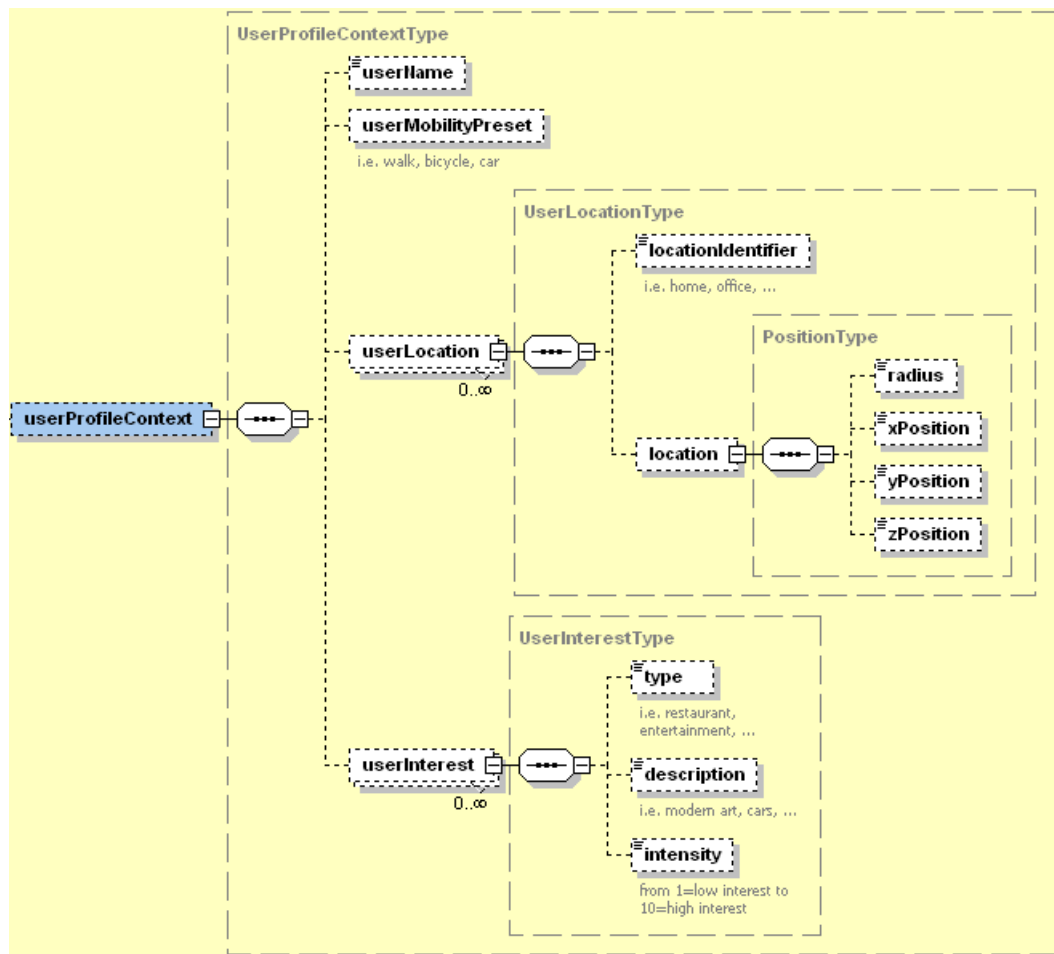 UserProfileContextType
userName
userMobilityPreset
i.e. walk, bicycle, car
UserLocationType
locationIdentifier
i.e. home, office, ...
PositionType
radius
userLocation
0..∞
xPosition
userProfileContext
location
yPosition
zPosition
UserInterestType
type
i.e. restaurant,
entertainment, ...
userInterest
0..∞
description
i.e. modern art, cars, ...
intensity
from 1=low interest to
10=high interest